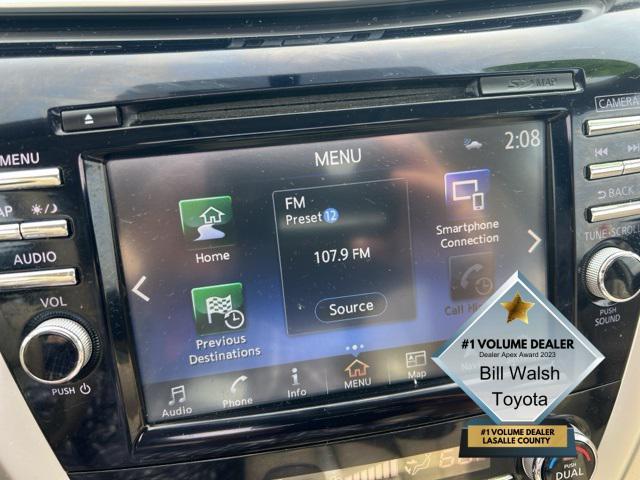 MAP
CAMERA
MENU
MENU
2:08
BACK
FM
Preset 12
Smartphone
Connection
Home
107.9 FM
TUNE·SCROLL
AUDIO
VOL
Source
PUSH
SOUND
Previous
Destinations
PUSH
Audio
Phone
Info
MENU
Map
#1 VOLUME DEALER
Dealer Apex Award 2023
Bill Walsh
Toyota
#1 VOLUME DEALER
LASALLE COUNTY
PUSH
DUAL